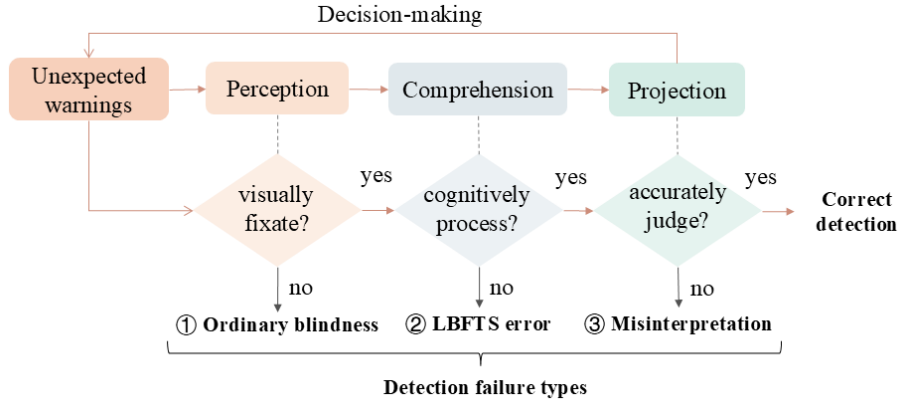 Decision-making
Unexpected
warnings
Perception
Comprehension
Projection
visually
fixate?
yes
cognitively
process?
yes
accurately
judge?
yes
Correct
detection
no
no
no
① Ordinary blindness
② LBFTS error
③ Misinterpretation
Detection failure types